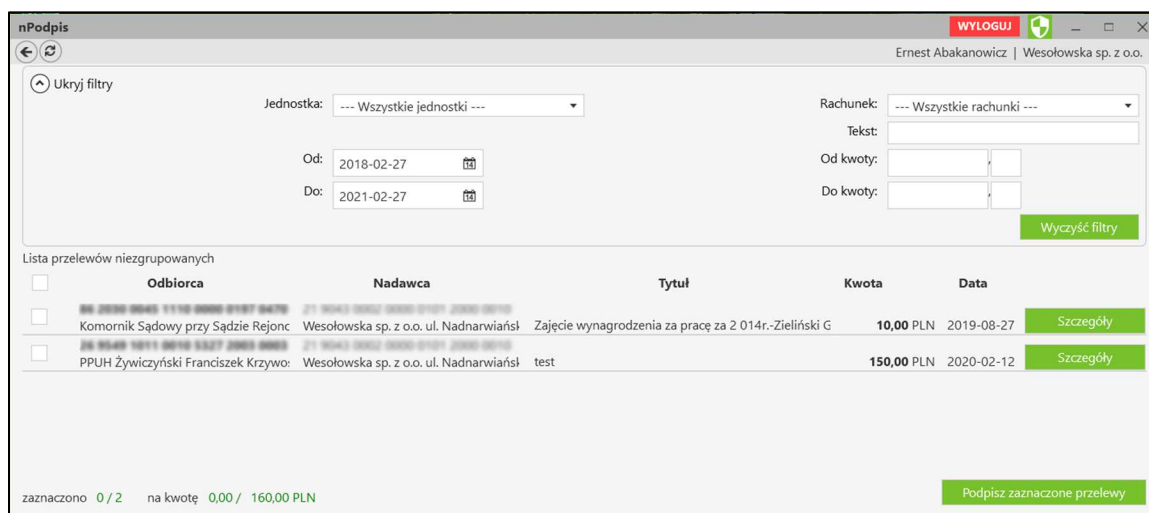 nPodpis WYLOGUJ
Ernest Abakanowicz | Wesołowska sp. z o.o.
Ukryj filtry
Jednostka: --- Wszystkie jednostki --- Rachunek: --- Wszystkie rachunki ---
Tekst:
Od: 2018-02-27 14 Od kwoty: ,
Do: 2021-02-27 14 Do kwoty: ,
Wyczyść filtry
Lista przelewów niezgrupowanych
Odbiorca Nadawca Tytuł Kwota Data
Komornik Sądowy przy Sądzie Rejonc Wesołowska sp. z o.o. ul. Nadnarwiańsk Zajęcie wynagrodzenia za pracę za 2 014r.-Zieliński G 10,00 PLN 2019-08-27 Szczegóły
PPUH Żywiczyński Franciszek Krzywo: Wesołowska sp. z o.o. ul. Nadnarwiańsk test 150,00 PLN 2020-02-12 Szczegóły
zaznaczono 0 / 2 na kwotę 0,00 / 160,00 PLN Podpisz zaznaczone przelewy